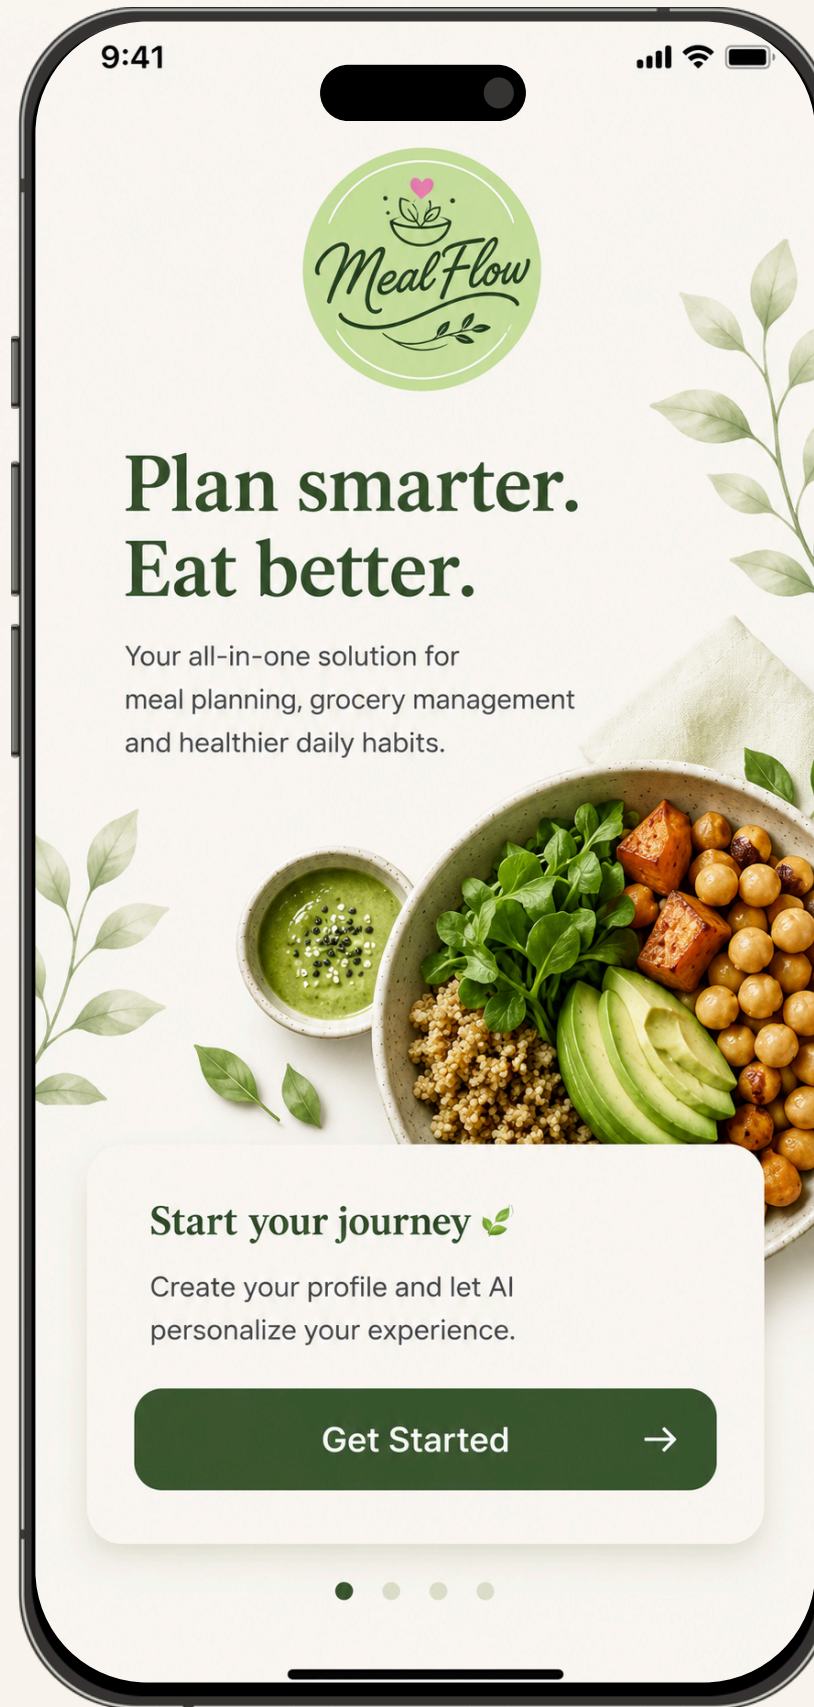 9:41
MealFlow
Plan smarter.
Eat better.
Your all-in-one solution for
meal planning, grocery management
and healthier daily habits.
Start your journey
Create your profile and let AI
personalize your experience.
Get Started →